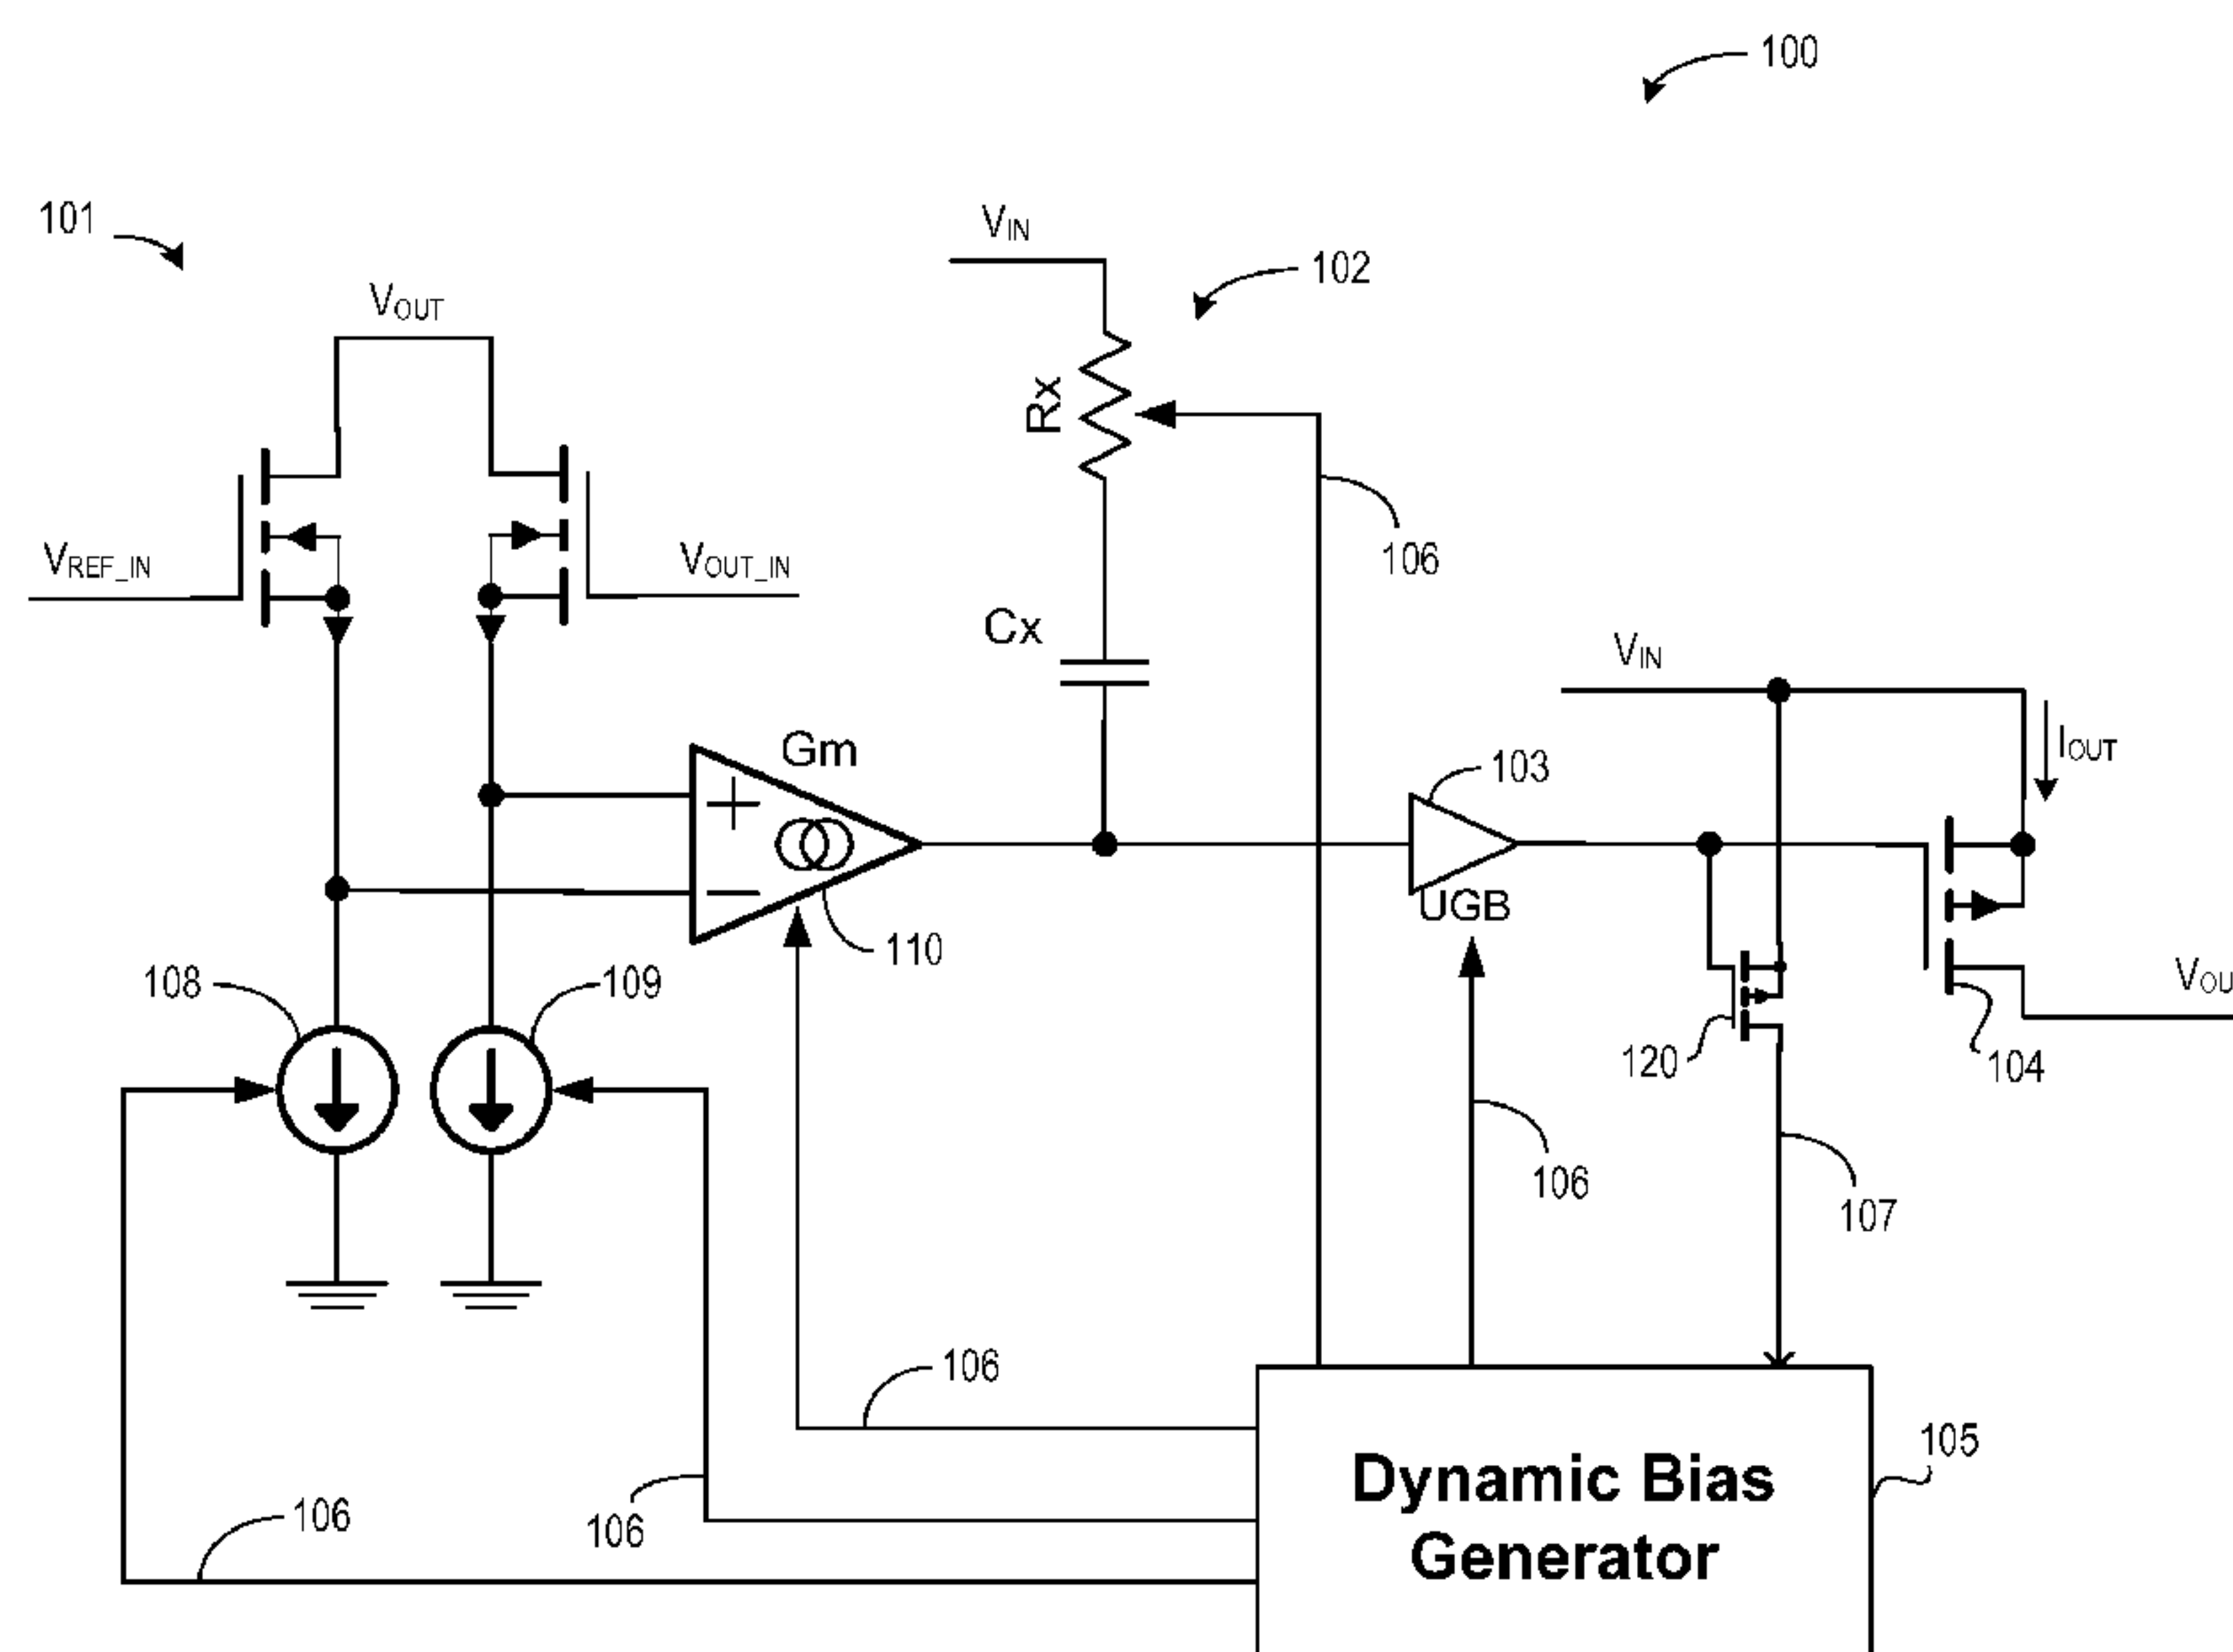 100
101
VIN
102
VOUT
Rx
106
VREF_IN
VOUT_IN
Cx
VIN
Gm
IOUT
103
+
−
UGB
110
108
109
VOU
120
104
106
107
106
105
Dynamic Bias
Generator
106
106